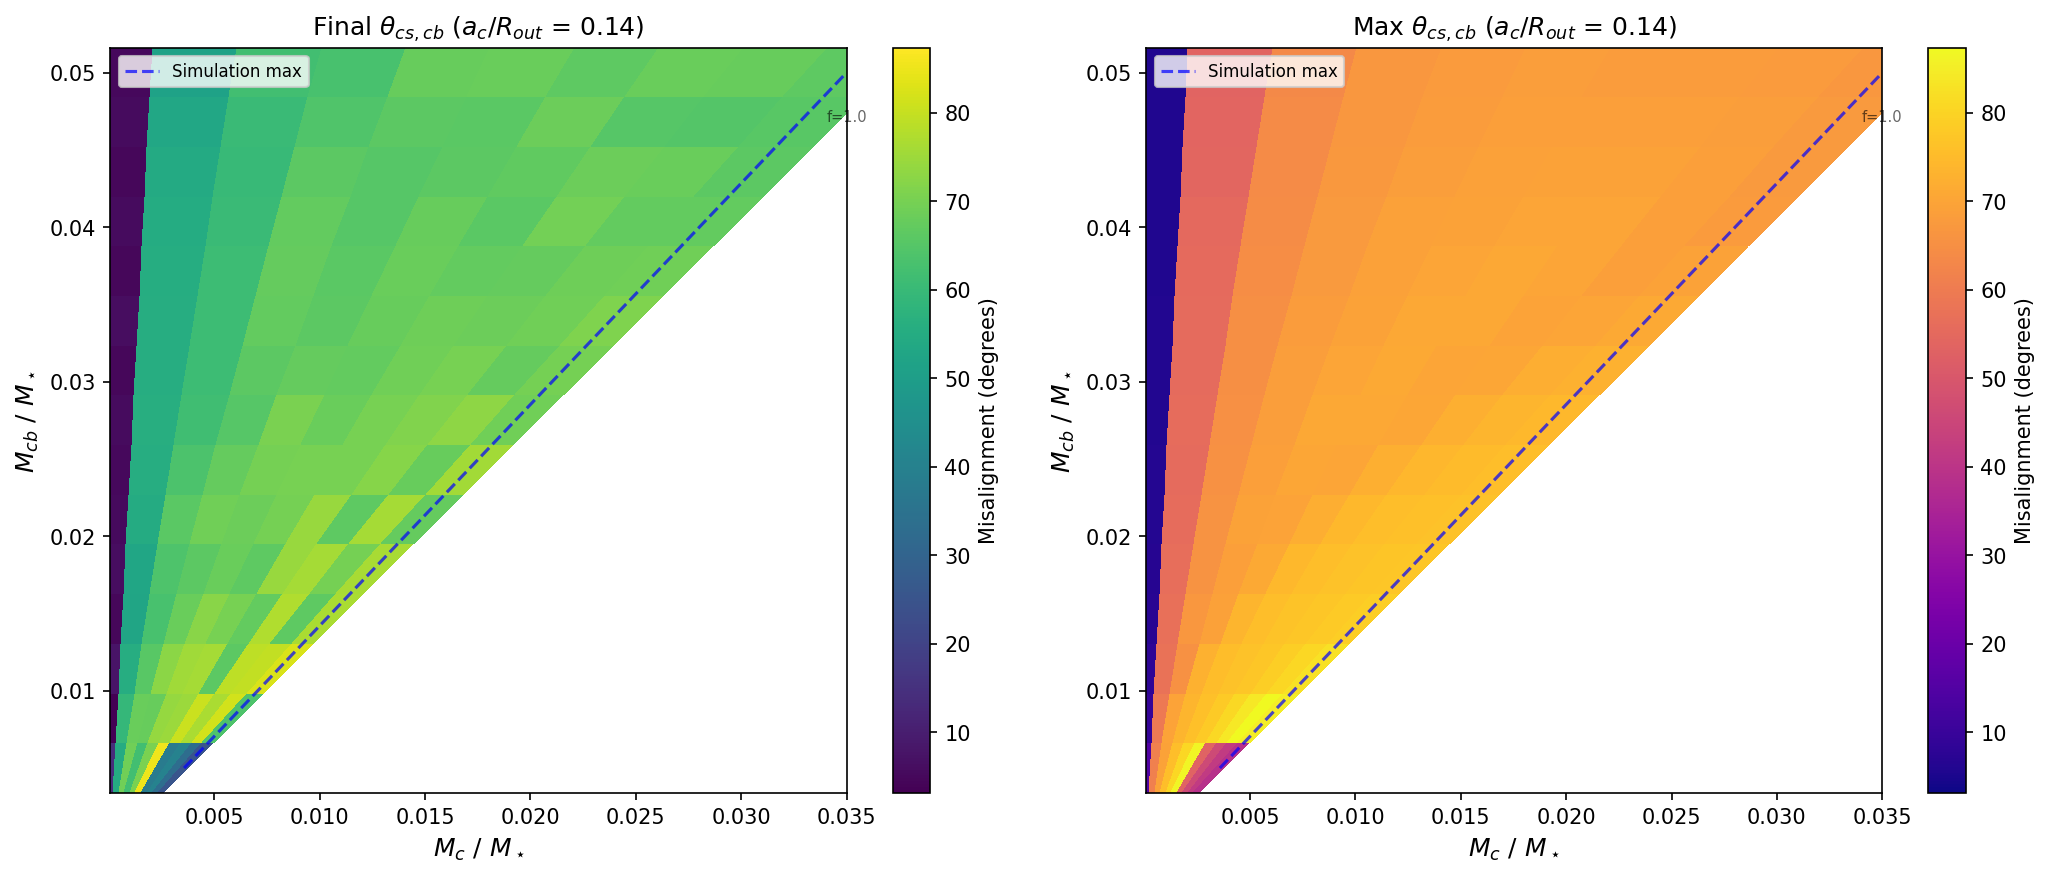 Final θcs,cb (ac/Rout = 0.14)
Simulation max
f=1.0
0.05
0.04
0.03
0.02
0.01
Mcb / M⋆
0.005 0.010 0.015 0.020 0.025 0.030 0.035
Mc / M⋆
80
70
60
50
40
30
20
10
Misalignment (degrees)
Max θcs,cb (ac/Rout = 0.14)
Simulation max
f=1.0
0.05
0.04
0.03
0.02
0.01
Mcb / M⋆
0.005 0.010 0.015 0.020 0.025 0.030 0.035
Mc / M⋆
80
70
60
50
40
30
20
10
Misalignment (degrees)